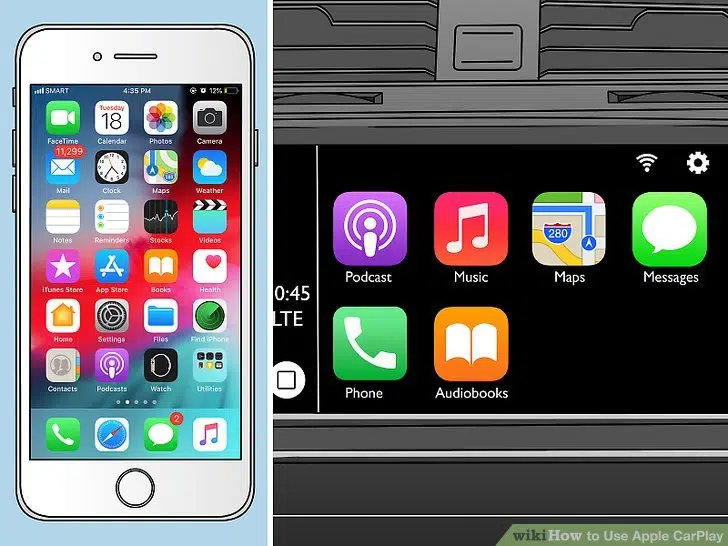 SMART 4:35 PM 12%
Tuesday
18
FaceTime Calendar Photos Camera
11,299
280
Mail Clock Maps Weather
Notes Reminders Stocks Videos
iTunes Store App Store Books Health
Home Settings Files Find iPhone
Contacts Podcasts Watch Utilities
2
280
Podcast Music Maps Messages
0:45
LTE
Phone Audiobooks
wikiHow to Use Apple CarPlay